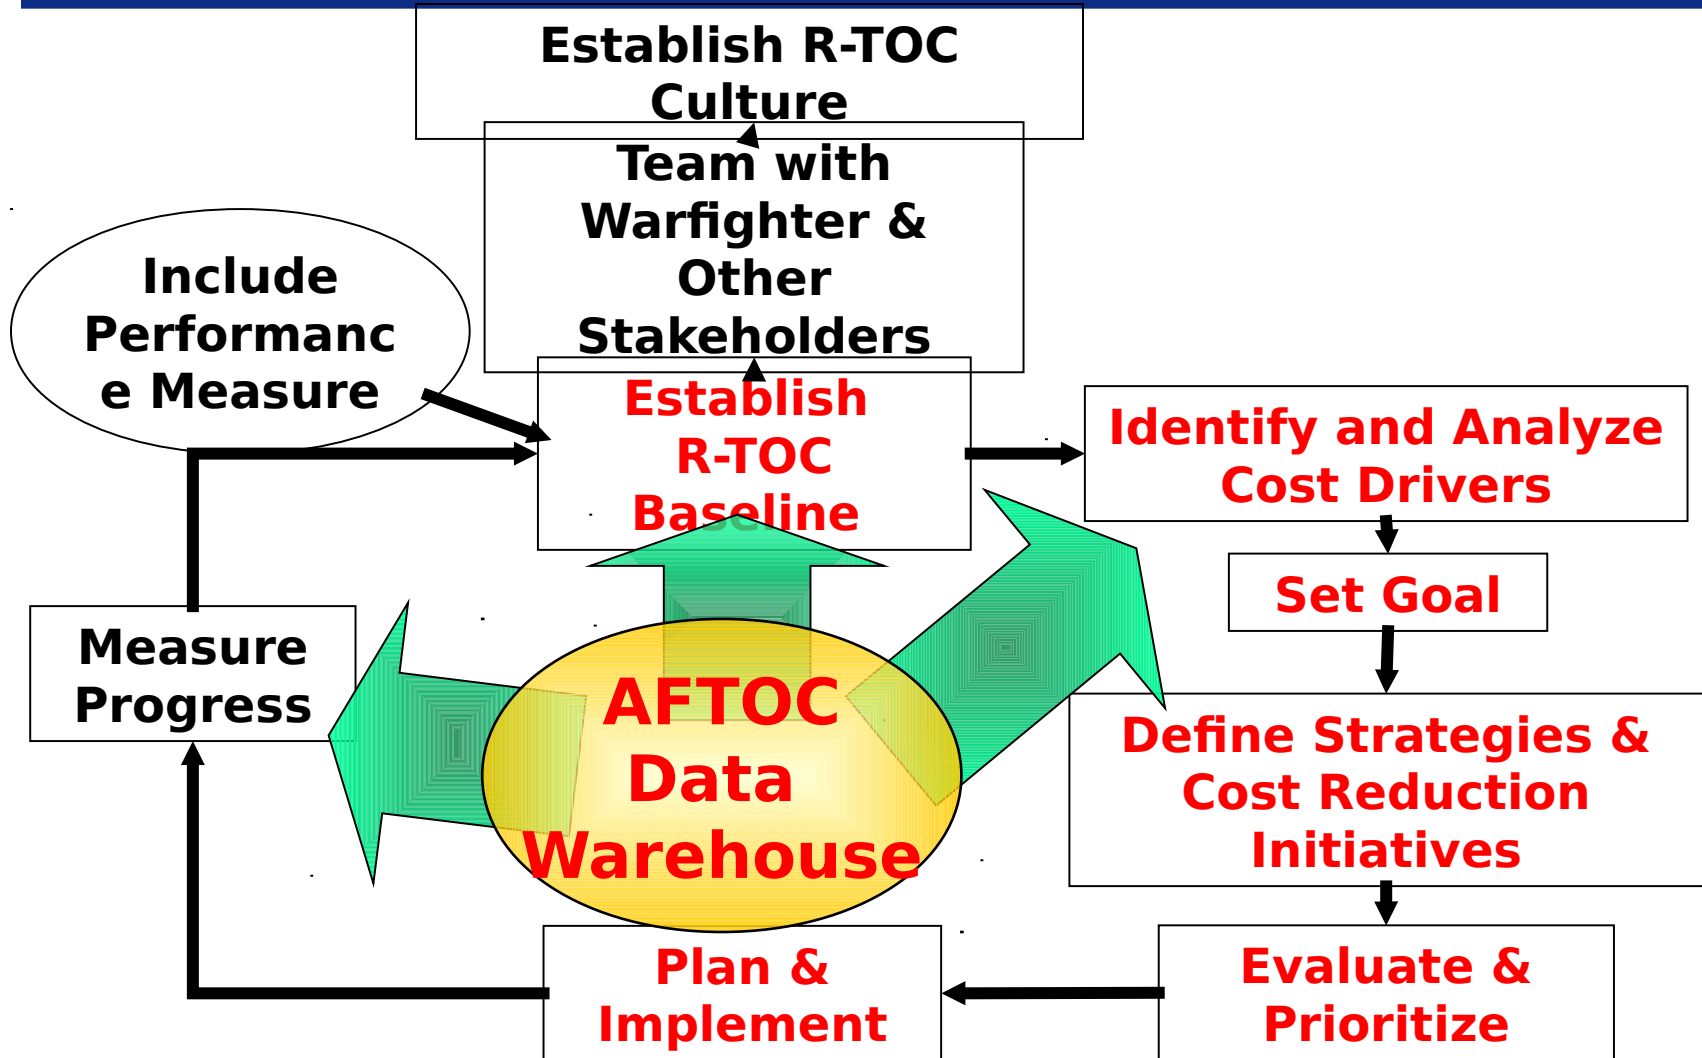 Establish R-TOC
Culture
Team with
Warfighter &
Other
Stakeholders
Include
Performanc
e Measure
Establish
R-TOC
Baseline
Identify and Analyze
Cost Drivers
Set Goal
Measure
Progress
AFTOC
Data
Warehouse
Define Strategies &
Cost Reduction
Initiatives
Plan &
Implement
Evaluate &
Prioritize